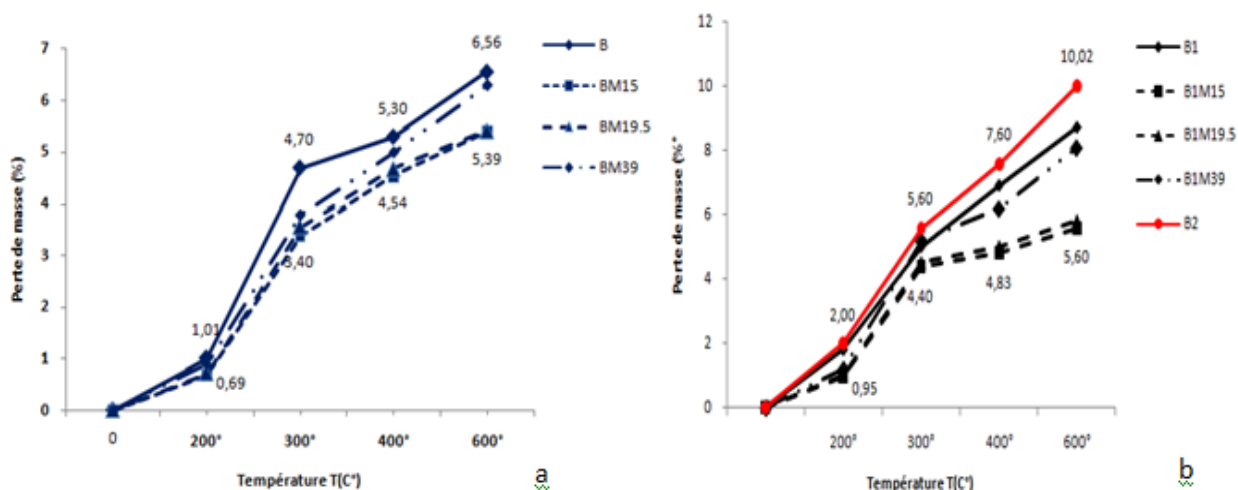 7
6
5
4
3
2
1
0
Perte de masse (%)
0
200°
300°
400°
600°
Température T(C°)
1,01
0,69
4,70
3,40
5,30
4,54
6,56
5,39
B
BM15
BM19.5
BM39
a
12
10
8
6
4
2
0
Perte de masse (%°
200°
300°
400°
600°
Température T(C°)
2,00
0,95
5,60
4,40
7,60
4,83
10,02
5,60
B1
B1M15
B1M19.5
B1M39
B2
b